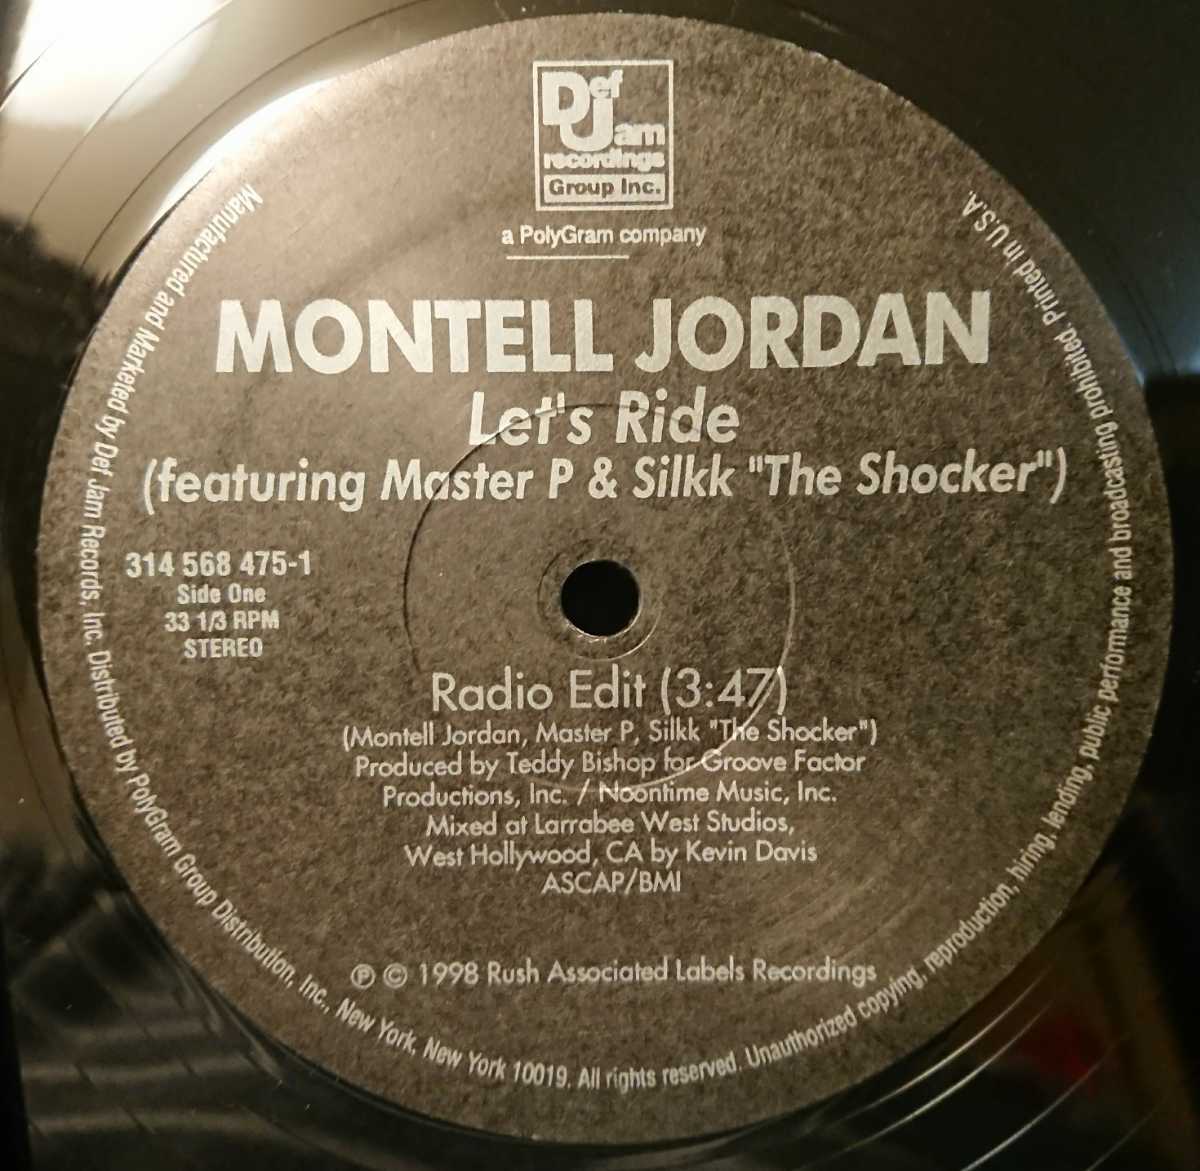 Def
Jam
recordings
Group Inc.
a PolyGram company
MONTELL JORDAN
Let's Ride
(featuring Master P & Silkk "The Shocker")
314 568 475-1
Side One
33 1/3 RPM
STEREO
Radio Edit (3:47)
(Montell Jordan, Master P, Silkk "The Shocker")
Produced by Teddy Bishop for Groove Factor
Productions, Inc. / Noontime Music, Inc.
Mixed at Larrabee West Studios,
West Hollywood, CA by Kevin Davis
ASCAP/BMI
℗ © 1998 Rush Associated Labels Recordings
Manufactured and Marketed by Def Jam Records, Inc. Distributed by PolyGram Group Distribution, Inc., New York, New York 10019. All rights reserved. Unauthorized copying, reproduction, hiring, lending, public performance and broadcasting prohibited. Printed in U.S.A.